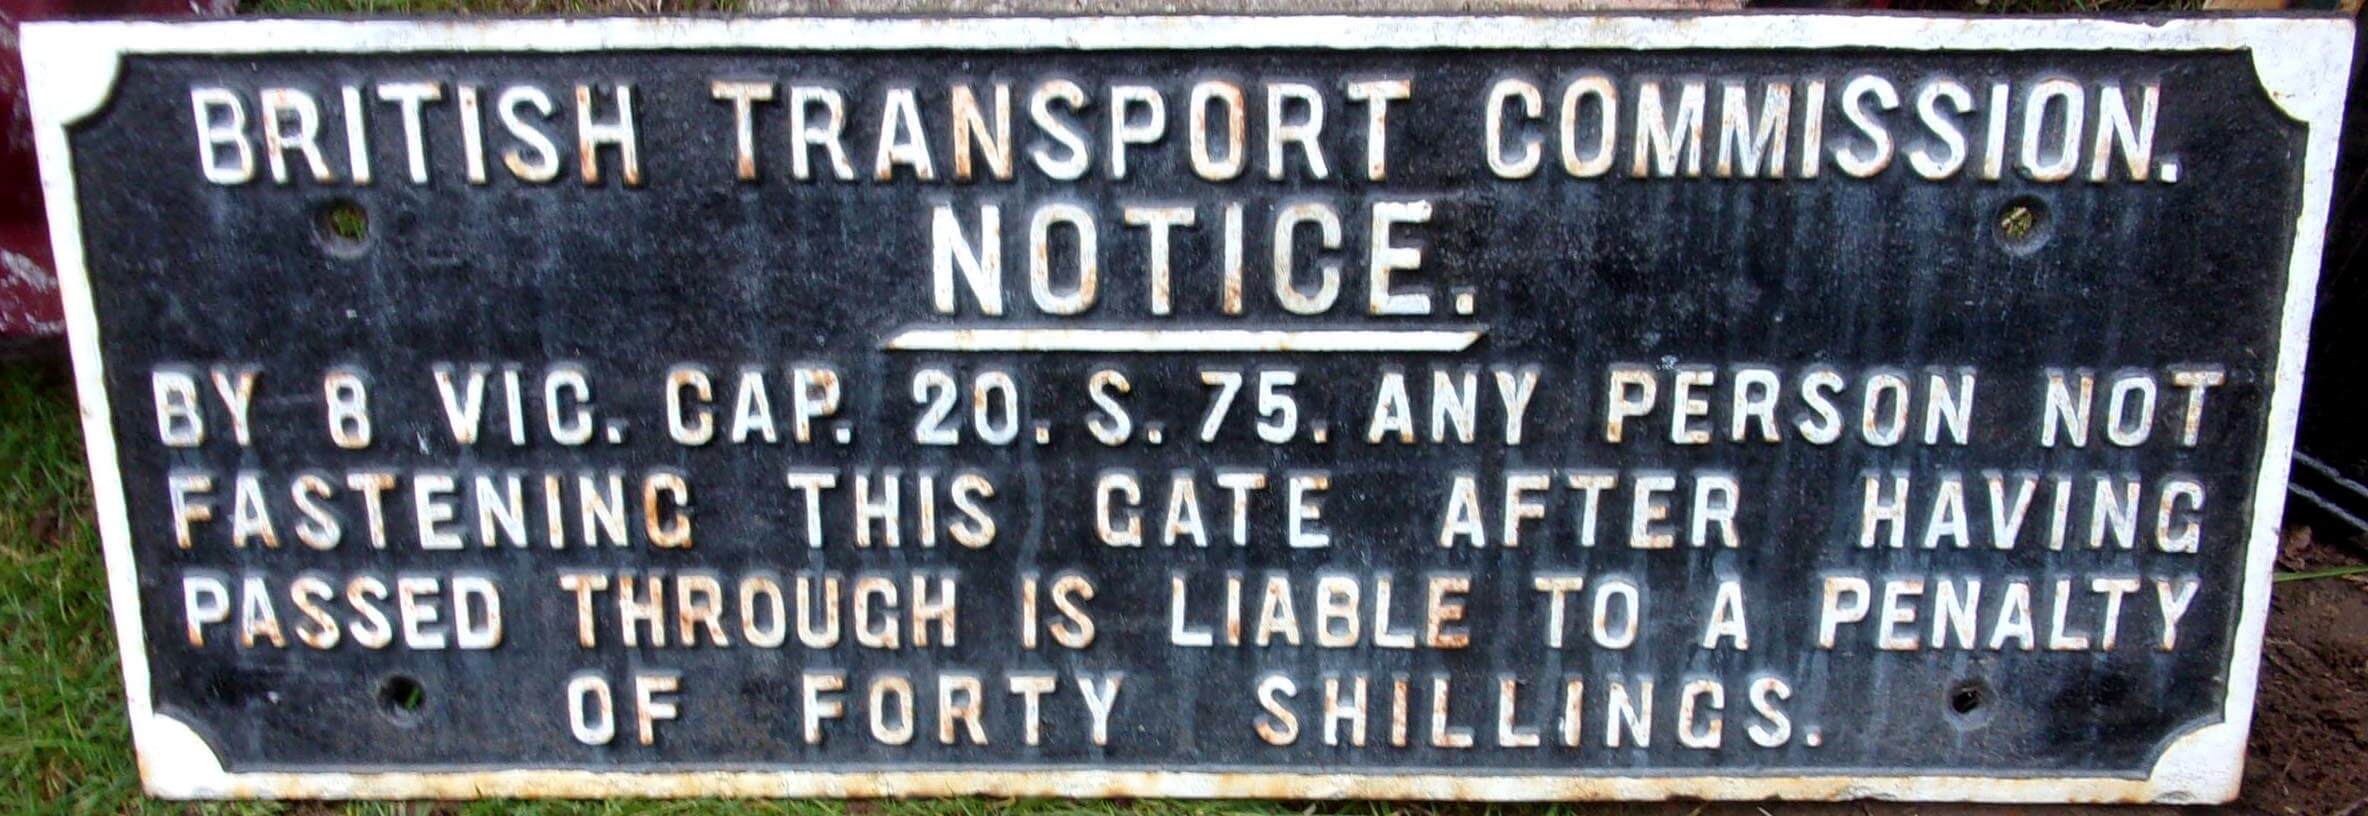 BRITISH TRANSPORT COMMISSION.
NOTICE.
BY 8 VIC. CAP. 20. S. 75. ANY PERSON NOT
FASTENING THIS GATE AFTER HAVING
PASSED THROUGH IS LIABLE TO A PENALTY
OF FORTY SHILLINGS.